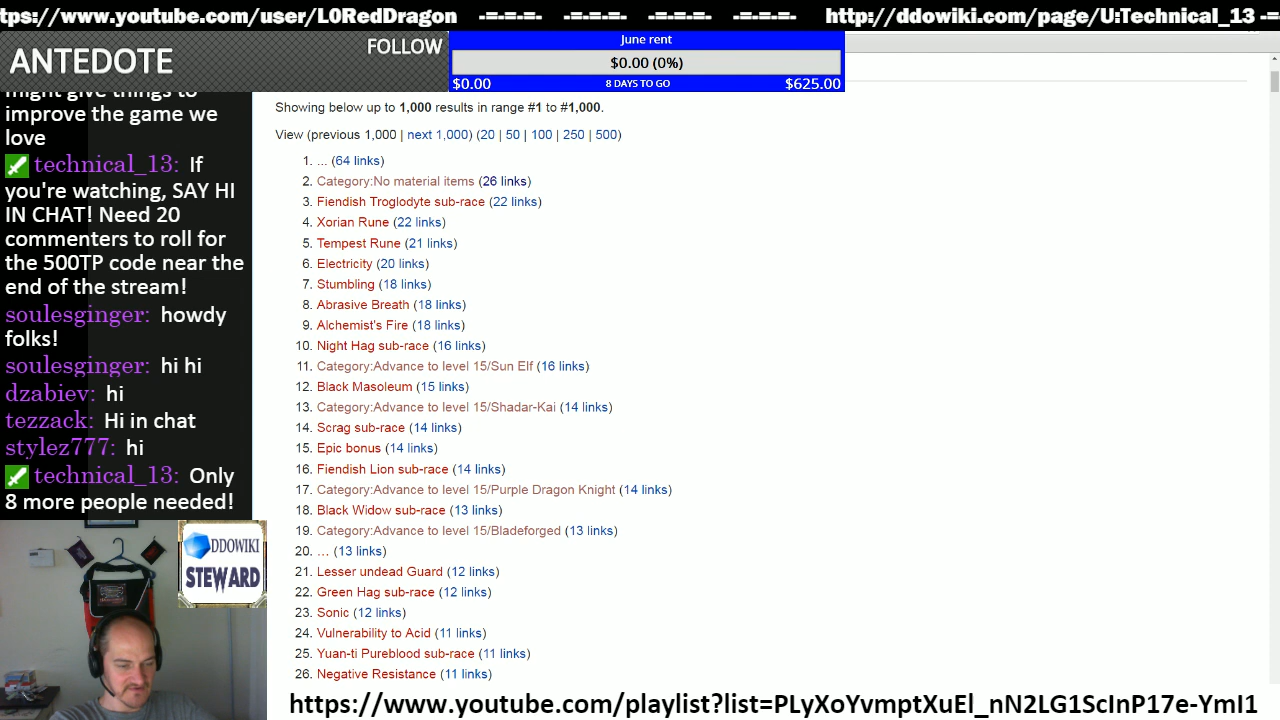 ttps://www.youtube.com/user/L0RedDragon -=-=-=- -=-=-=- -=-=-=- -=-=-=- http://ddowiki.com/page/U:Technical_13 -=
ANTEDOTE
FOLLOW
June rent
$0.00 (0%)
$0.00 8 DAYS TO GO $625.00
might give things to
improve the game we
love
technical_13: If
you're watching, SAY HI
IN CHAT! Need 20
commenters to roll for
the 500TP code near the
end of the stream!
soulesginger: howdy
folks!
soulesginger: hi hi
dzabiev: hi
tezzack: Hi in chat
stylez777: hi
technical_13: Only
8 more people needed!
DDOWIKI
STEWARD
Showing below up to 1,000 results in range #1 to #1,000.
View (previous 1,000 | next 1,000) (20 | 50 | 100 | 250 | 500)
1. ... (64 links)
2. Category:No material items (26 links)
3. Fiendish Troglodyte sub-race (22 links)
4. Xorian Rune (22 links)
5. Tempest Rune (21 links)
6. Electricity (20 links)
7. Stumbling (18 links)
8. Abrasive Breath (18 links)
9. Alchemist's Fire (18 links)
10. Night Hag sub-race (16 links)
11. Category:Advance to level 15/Sun Elf (16 links)
12. Black Masoleum (15 links)
13. Category:Advance to level 15/Shadar-Kai (14 links)
14. Scrag sub-race (14 links)
15. Epic bonus (14 links)
16. Fiendish Lion sub-race (14 links)
17. Category:Advance to level 15/Purple Dragon Knight (14 links)
18. Black Widow sub-race (13 links)
19. Category:Advance to level 15/Bladeforged (13 links)
20. … (13 links)
21. Lesser undead Guard (12 links)
22. Green Hag sub-race (12 links)
23. Sonic (12 links)
24. Vulnerability to Acid (11 links)
25. Yuan-ti Pureblood sub-race (11 links)
26. Negative Resistance (11 links)
https://www.youtube.com/playlist?list=PLyXoYvmptXuEl_nN2LG1ScInP17e-YmI1